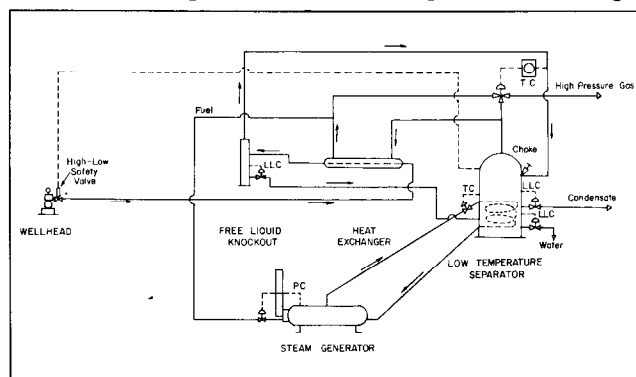 T C
High Pressure Gas
Fuel
Choke
High-Low
Safety
Valve
LLC
TC
LLC
Condensate
LLC
Water
WELLHEAD
FREE LIQUID
KNOCKOUT
HEAT
EXCHANGER
LOW TEMPERATURE
SEPARATOR
PC
STEAM GENERATOR